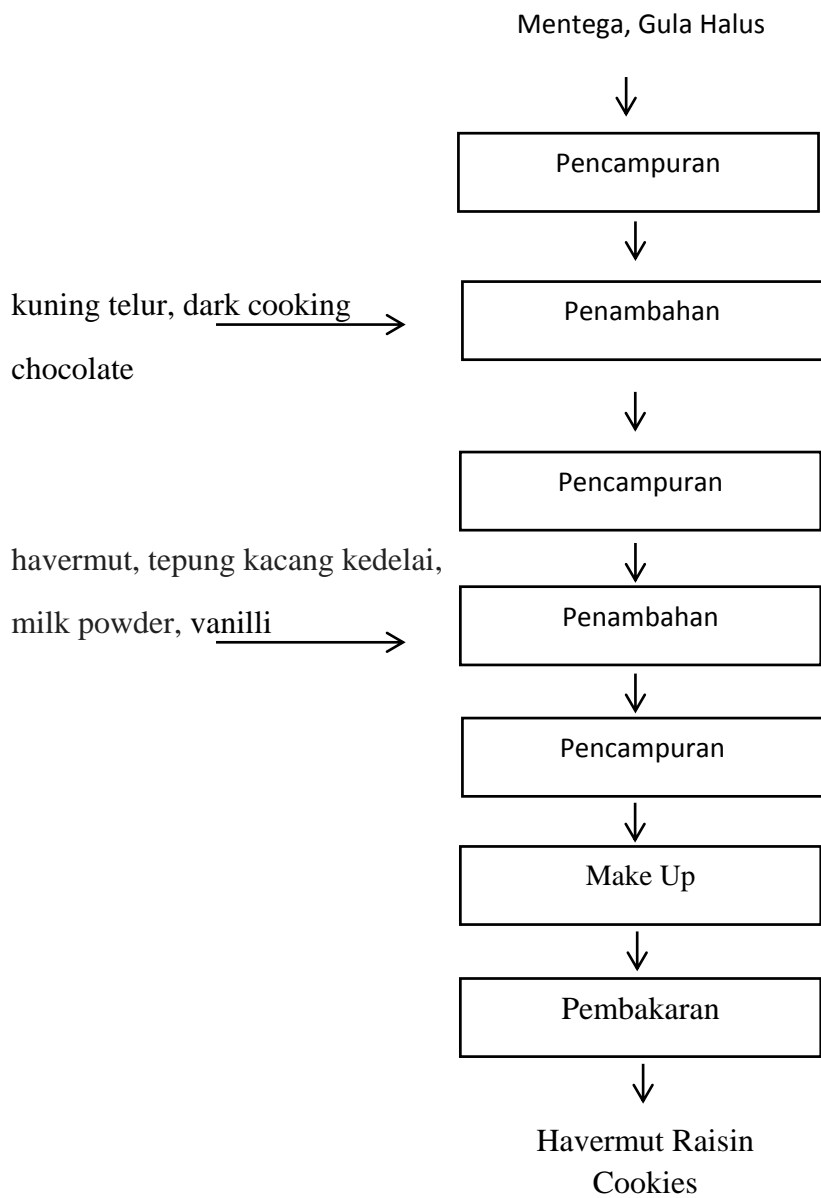 Mentega, Gula Halus
Pencampuran
kuning telur, dark cooking
chocolate
Penambahan
Pencampuran
havermut, tepung kacang kedelai,
milk powder, vanilli
Penambahan
Pencampuran
Make Up
Pembakaran
Havermut Raisin
Cookies